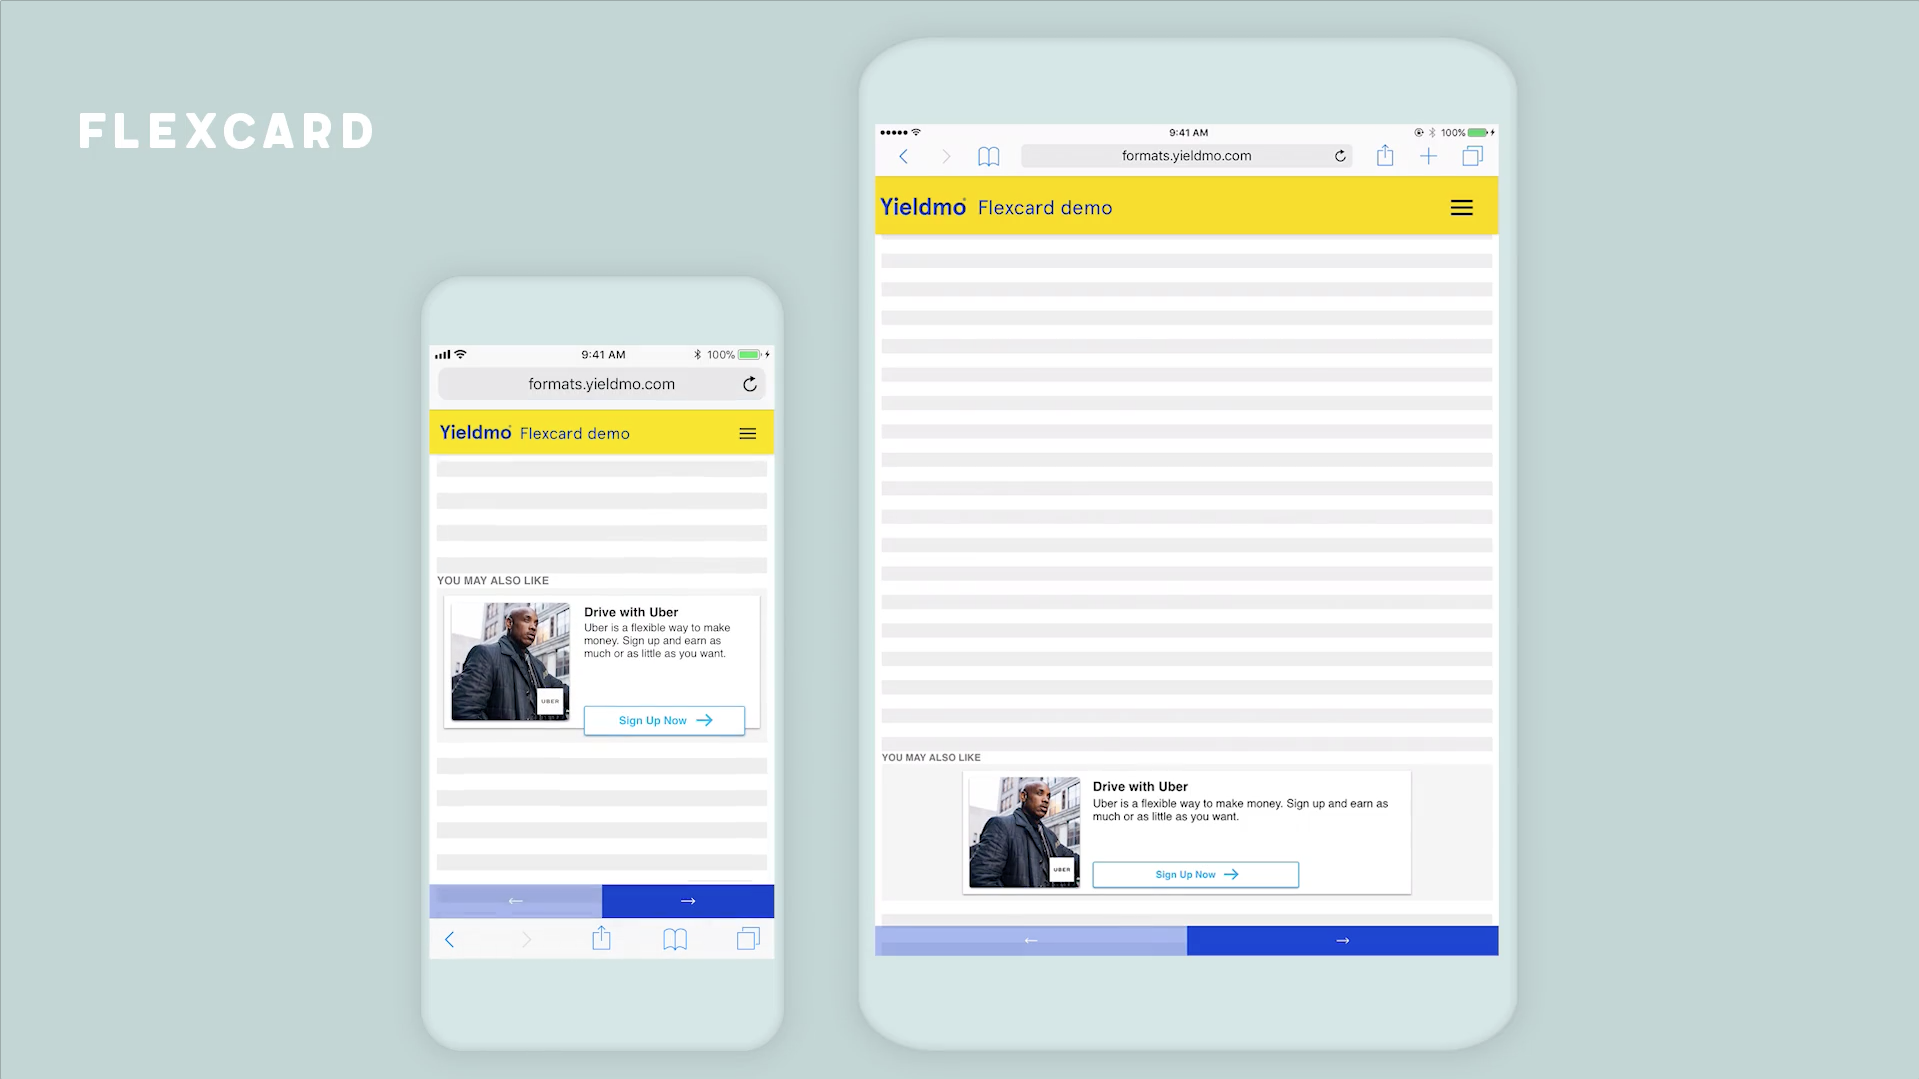 FLEXCARD
9:41 AM
100%
formats.yieldmo.com
Yieldmo Flexcard demo
YOU MAY ALSO LIKE
Drive with Uber
Uber is a flexible way to make
money. Sign up and earn as
much or as little as you want.
UBER
Sign Up Now
9:41 AM
100%
formats.yieldmo.com
Yieldmo Flexcard demo
YOU MAY ALSO LIKE
Drive with Uber
Uber is a flexible way to make money. Sign up and earn as
much or as little as you want.
UBER
Sign Up Now